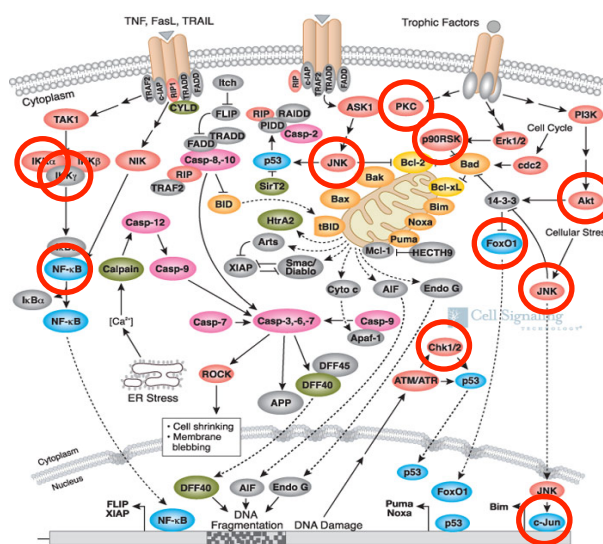 TNF, FasL, TRAIL
Trophic Factors
TRAF2
c-IAP
RIP1
TRADD
FADD
CYLD
RIP
c-IAP
TRAF2
TRADD
FADD
Cytoplasm
Itch
FLIP
TRADD
FADD
Casp-8,-10
RIP
TRAF2
TAK1
IKKβ
NIK
RIP
RAIDD
PIDD
Casp-2
p53
SirT2
ASK1
JNK
PKC
p90RSK
Erk1/2
PI3K
Cell Cycle
cdc2
Bcl-2
Bad
Bak
Bcl-xL
Bax
Bim
Noxa
Puma
14-3-3
Akt
FoxO1
Cellular Stress
JNK
BID
tBID
HtrA2
Arts
XIAP
Smac/
Diablo
Mcl-1
HECTH9
Cyto c
AIF
Endo G
Casp-12
Calpain
Casp-9
NF-κB
IκBα
NF-κB
[Ca²⁺]
ER Stress
Casp-7
Casp-3,-6,-7
Casp-9
Apaf-1
Cell Signaling
TECHNOLOGY®
Chk1/2
ATM/ATR
p53
ROCK
APP
DFF45
DFF40
• Cell shrinking
• Membrane
blebbing
Cytoplasm
Nucleus
FLIP
XIAP
NF-κB
DFF40
AIF
Endo G
DNA
Fragmentation
DNA Damage
p53
FoxO1
Puma
Noxa
p53
Bim
JNK
c-Jun